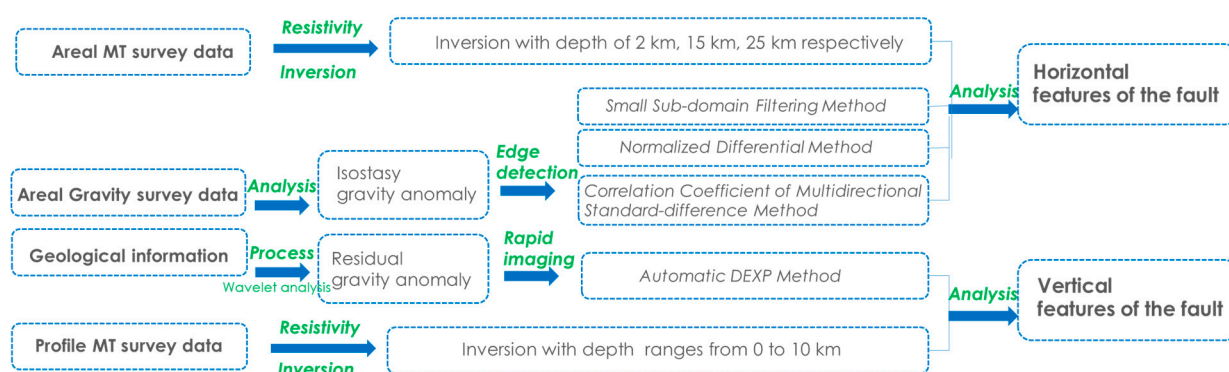 Areal MT survey data
Resistivity
Inversion
Inversion with depth of 2 km, 15 km, 25 km respectively
Small Sub-domain Filtering Method
Normalized Differential Method
Correlation Coefficient of Multidirectional
Standard-difference Method
Analysis
Horizontal
features of the fault
Areal Gravity survey data
Analysis
Isostasy
gravity anomaly
Edge
detection
Geological information
Process
Wavelet analysis
Residual
gravity anomaly
Rapid
imaging
Automatic DEXP Method
Analysis
Vertical
features of the fault
Profile MT survey data
Resistivity
Inversion
Inversion with depth ranges from 0 to 10 km